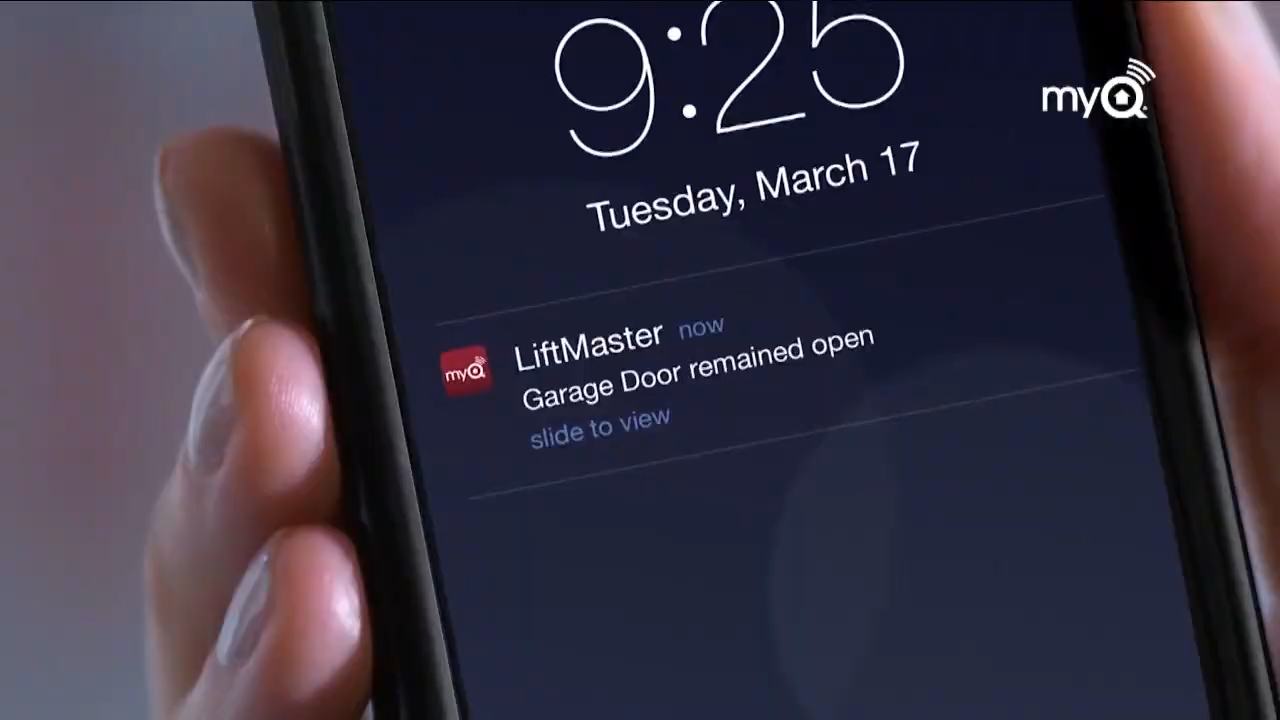 9:25
myQ
Tuesday, March 17
LiftMaster now
myQ
Garage Door remained open
slide to view